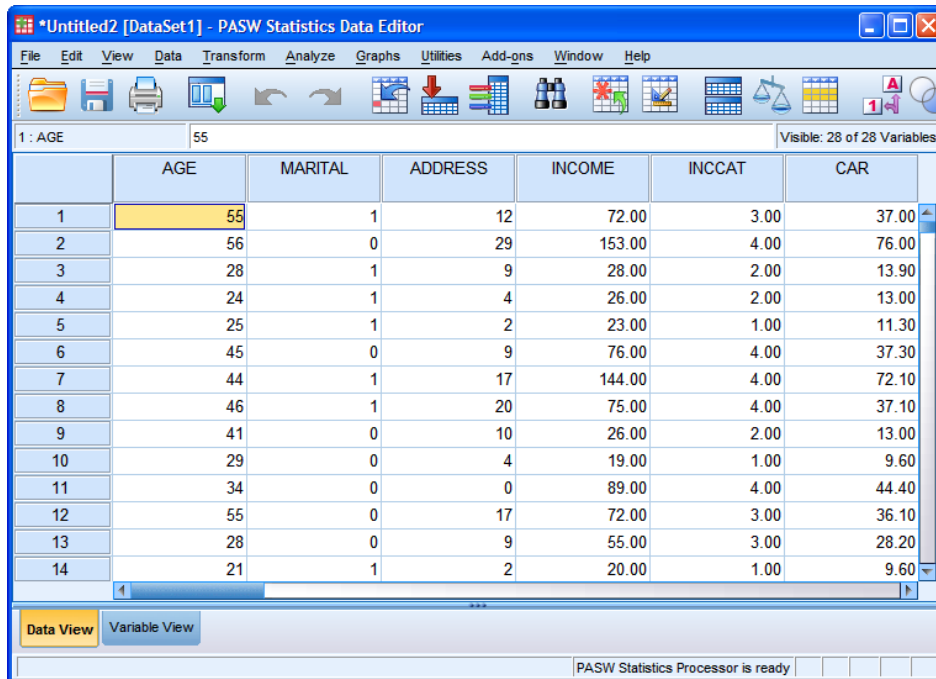 *Untitled2 [DataSet1] - PASW Statistics Data Editor
File Edit View Data Transform Analyze Graphs Utilities Add-ons Window Help
A
1
1 : AGE 55 Visible: 28 of 28 Variables
AGE MARITAL ADDRESS INCOME INCCAT CAR
1 55 1 12 72.00 3.00 37.00
2 56 0 29 153.00 4.00 76.00
3 28 1 9 28.00 2.00 13.90
4 24 1 4 26.00 2.00 13.00
5 25 1 2 23.00 1.00 11.30
6 45 0 9 76.00 4.00 37.30
7 44 1 17 144.00 4.00 72.10
8 46 1 20 75.00 4.00 37.10
9 41 0 10 26.00 2.00 13.00
10 29 0 4 19.00 1.00 9.60
11 34 0 0 89.00 4.00 44.40
12 55 0 17 72.00 3.00 36.10
13 28 0 9 55.00 3.00 28.20
14 21 1 2 20.00 1.00 9.60
Data View Variable View
PASW Statistics Processor is ready